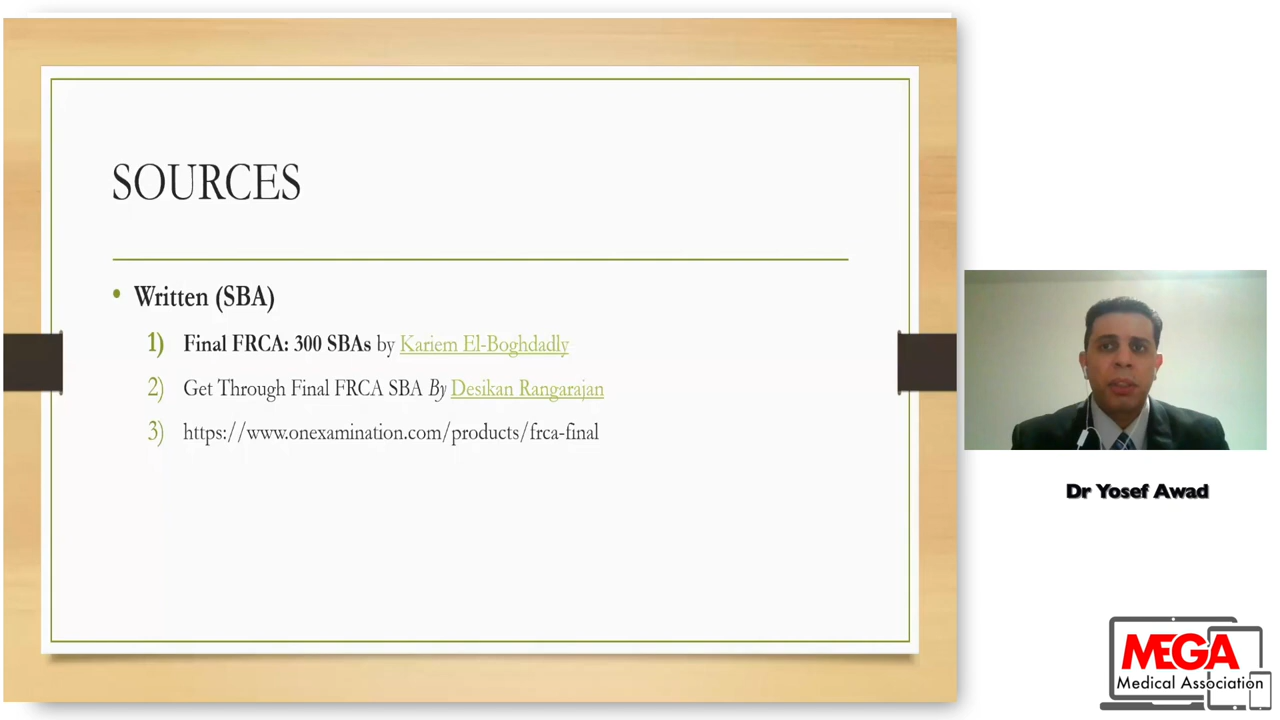 SOURCES
• Written (SBA)
1) Final FRCA: 300 SBAs by Kariem El-Boghdadly
2) Get Through Final FRCA SBA By Desikan Rangarajan
3) https://www.onexamination.com/products/frca-final
Dr Yosef Awad
MEGA
Medical Association